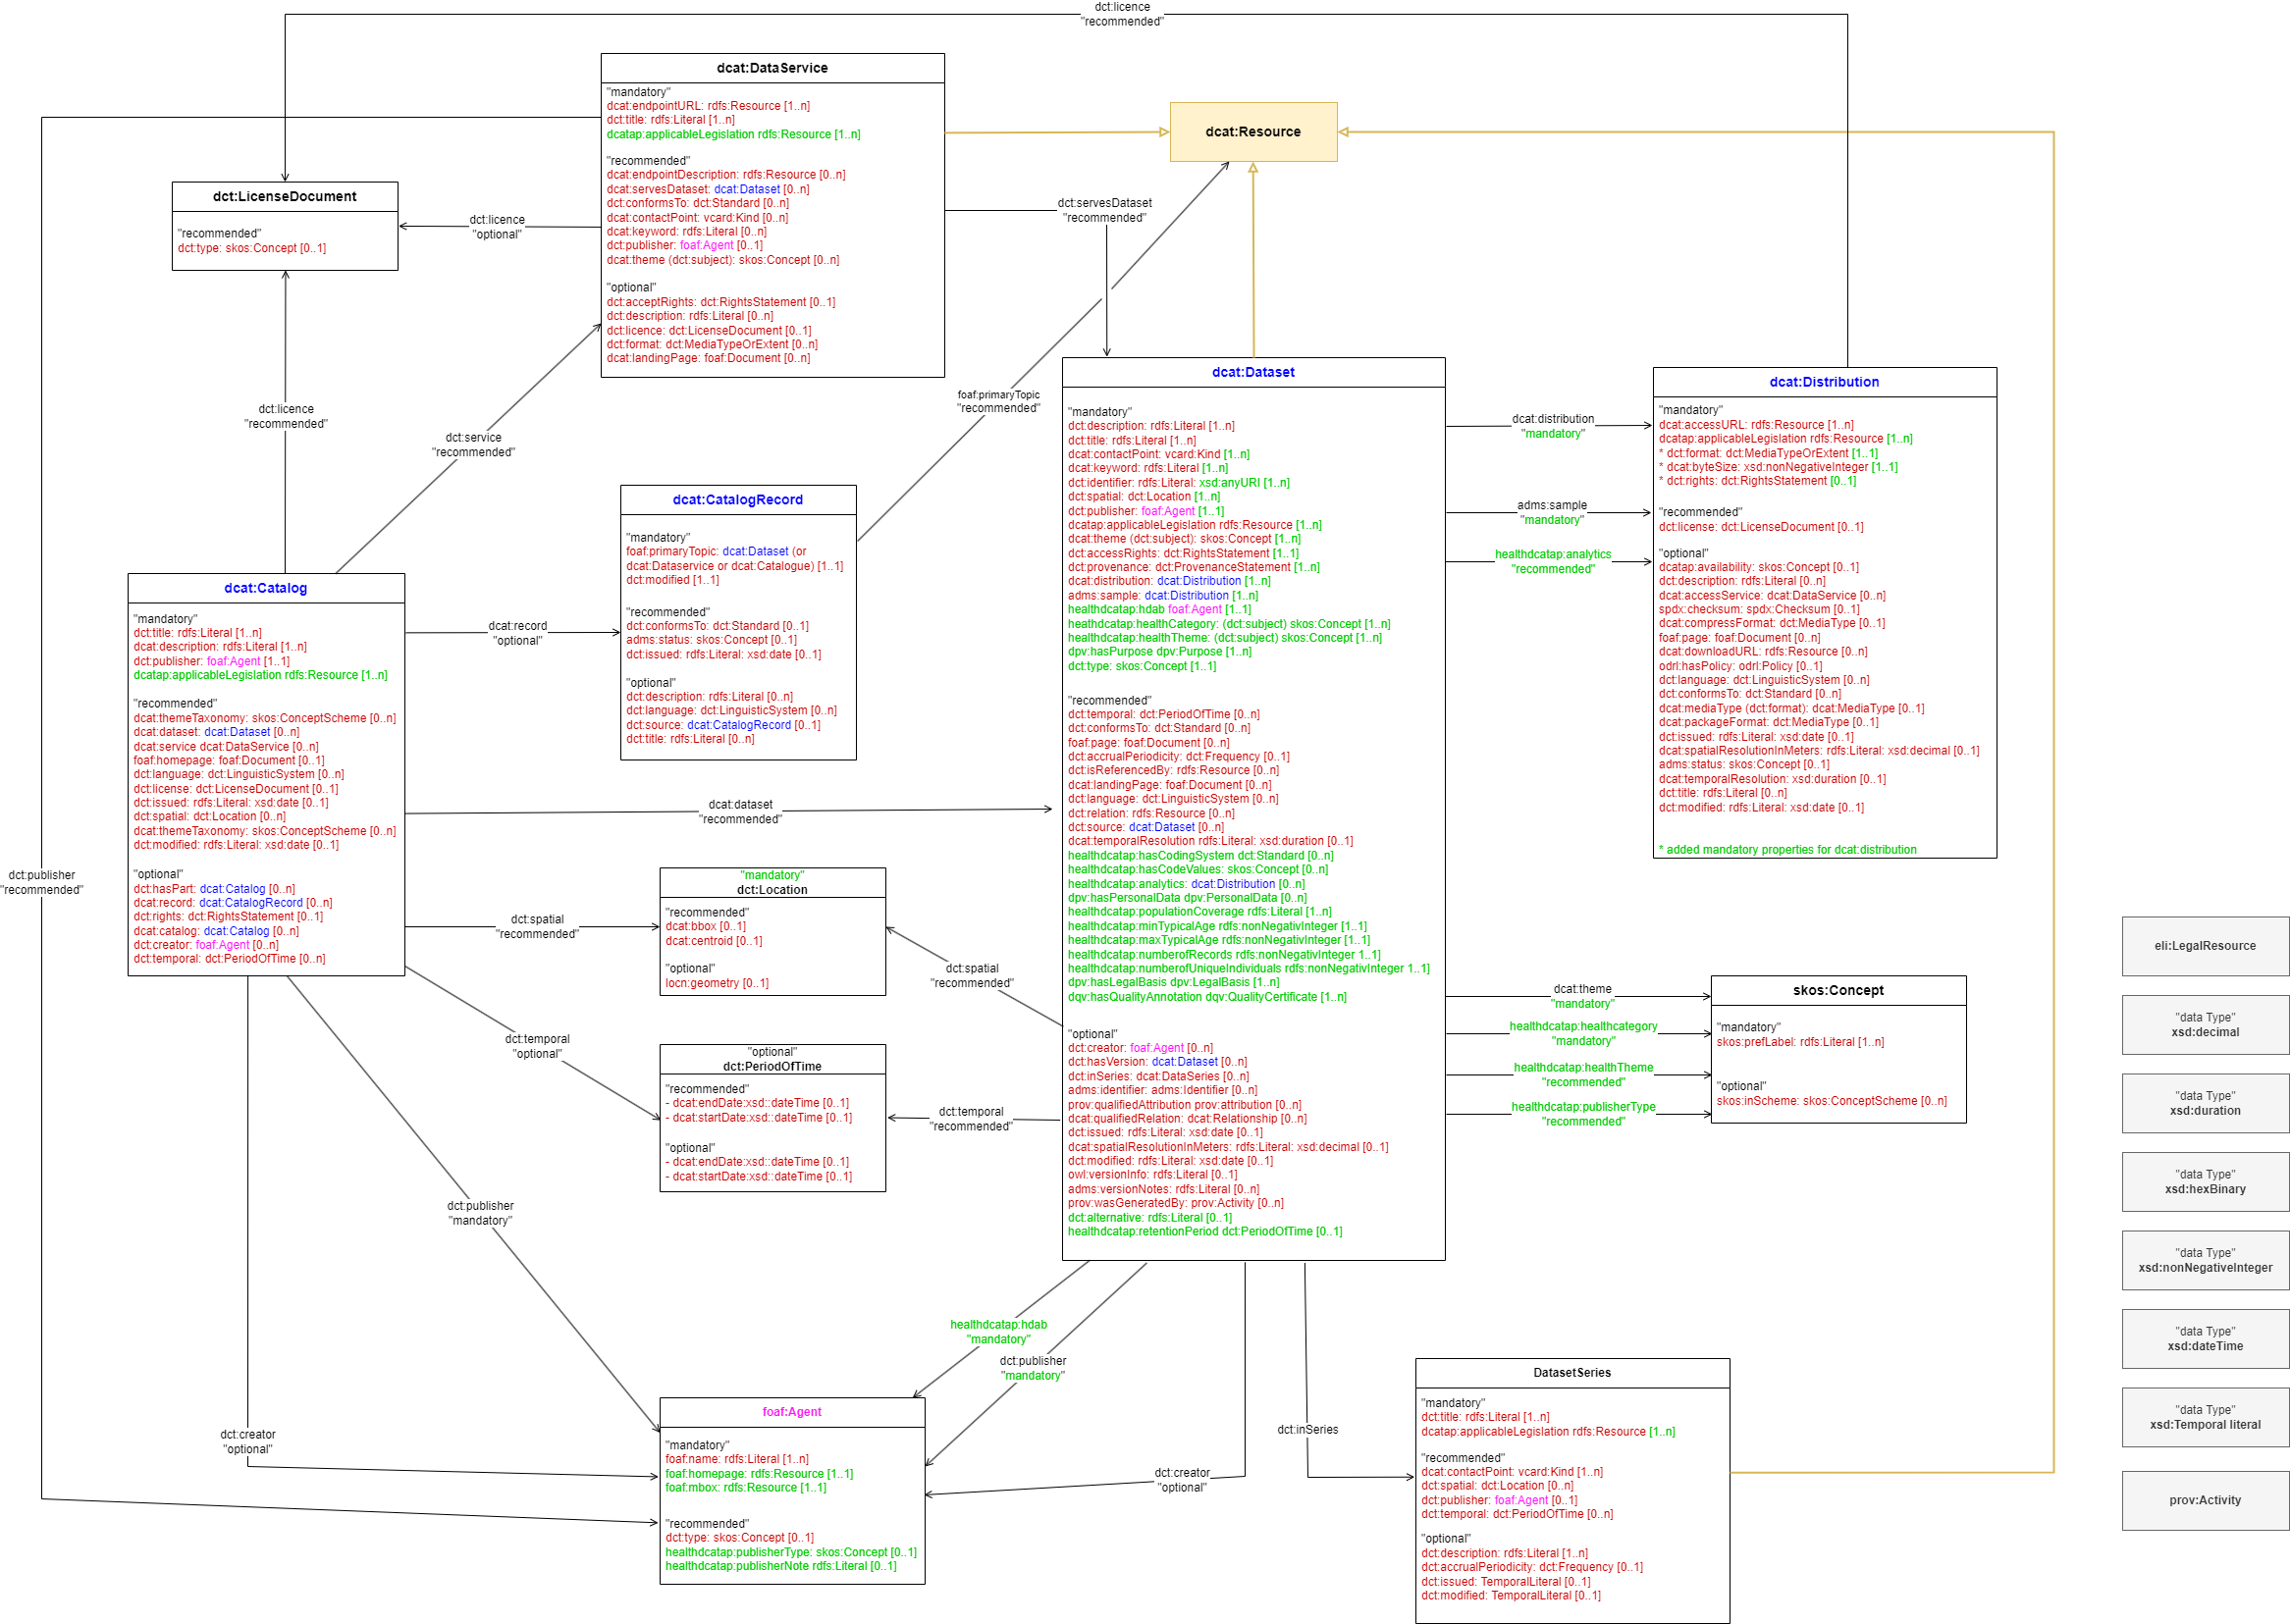 dct:licence
"recommended"
dcat:DataService
"mandatory"
dcat:endpointURL: rdfs:Resource [1..n]
dct:title: rdfs:Literal [1..n]
dcatap:applicableLegislation rdfs:Resource [1..n]
"recommended"
dcat:endpointDescription: rdfs:Resource [0..n]
dcat:servesDataset: dcat:Dataset [0..n]
dct:conformsTo: dct:Standard [0..n]
dcat:contactPoint: vcard:Kind [0..n]
dcat:keyword: rdfs:Literal [0..n]
dct:publisher: foaf:Agent [0..1]
dcat:theme (dct:subject): skos:Concept [0..n]
"optional"
dct:acceptRights: dct:RightsStatement [0..1]
dct:description: rdfs:Literal [0..n]
dct:licence: dct:LicenseDocument [0..1]
dct:format: dct:MediaTypeOrExtent [0..n]
dcat:landingPage: foaf:Document [0..n]
dcat:Resource
dct:LicenseDocument
"recommended"
dct:type: skos:Concept [0..1]
dct:licence
"optional"
dct:servesDataset
"recommended"
dct:licence
"recommended"
dct:service
"recommended"
foaf:primaryTopic
"recommended"
dcat:CatalogRecord
"mandatory"
foaf:primaryTopic: dcat:Dataset (or
dcat:Dataservice or dcat:Catalogue) [1..1]
dct:modified [1..1]
"recommended"
dct:conformsTo: dct:Standard [0..1]
adms:status: skos:Concept [0..1]
dct:issued: rdfs:Literal: xsd:date [0..1]
"optional"
dct:description: rdfs:Literal [0..n]
dct:language: dct:LinguisticSystem [0..n]
dct:source: dcat:CatalogRecord [0..1]
dct:title: rdfs:Literal [0..n]
dcat:Catalog
"mandatory"
dct:title: rdfs:Literal [1..n]
dcat:description: rdfs:Literal [1..n]
dct:publisher: foaf:Agent [1..1]
dcatap:applicableLegislation rdfs:Resource [1..n]
"recommended"
dcat:themeTaxonomy: skos:ConceptScheme [0..n]
dcat:dataset: dcat:Dataset [0..n]
dcat:service dcat:DataService [0..n]
foaf:homepage: foaf:Document [0..1]
dct:language: dct:LinguisticSystem [0..n]
dct:license: dct:LicenseDocument [0..1]
dct:issued: rdfs:Literal: xsd:date [0..1]
dct:spatial: dct:Location [0..n]
dcat:themeTaxonomy: skos:ConceptScheme [0..n]
dct:modified: rdfs:Literal: xsd:date [0..1]
"optional"
dct:hasPart: dcat:Catalog [0..n]
dcat:record: dcat:CatalogRecord [0..n]
dct:rights: dct:RightsStatement [0..1]
dcat:catalog: dcat:Catalog [0..n]
dct:creator: foaf:Agent [0..n]
dct:temporal: dct:PeriodOfTime [0..n]
dcat:record
"optional"
dcat:dataset
"recommended"
dct:publisher
"recommended"
dct:spatial
"recommended"
"mandatory"
dct:Location
"recommended"
dcat:bbox [0..1]
dcat:centroid [0..1]
"optional"
locn:geometry [0..1]
dct:temporal
"optional"
"optional"
dct:PeriodOfTime
"recommended"
- dcat:endDate:xsd::dateTime [0..1]
- dcat:startDate:xsd::dateTime [0..1]
"optional"
- dcat:endDate:xsd::dateTime [0..1]
- dcat:startDate:xsd::dateTime [0..1]
dct:spatial
"recommended"
dct:temporal
"recommended"
dct:publisher
"mandatory"
dcat:Dataset
"mandatory"
dct:description: rdfs:Literal [1..n]
dct:title: rdfs:Literal [1..n]
dcat:contactPoint: vcard:Kind [1..n]
dcat:keyword: rdfs:Literal [1..n]
dct:identifier: rdfs:Literal: xsd:anyURI [1..n]
dct:spatial: dct:Location [1..n]
dct:publisher: foaf:Agent [1..1]
dcatap:applicableLegislation rdfs:Resource [1..n]
dcat:theme (dct:subject): skos:Concept [1..n]
dct:accessRights: dct:RightsStatement [1..1]
dct:provenance: dct:ProvenanceStatement [1..n]
dcat:distribution: dcat:Distribution [1..n]
adms:sample: dcat:Distribution [1..n]
healthdcatap:hdab foaf:Agent [1..1]
heathdcatap:healthCategory: (dct:subject) skos:Concept [1..n]
healthdcatap:healthTheme: (dct:subject) skos:Concept [1..n]
dpv:hasPurpose dpv:Purpose [1..n]
dct:type: skos:Concept [1..1]
"recommended"
dct:temporal: dct:PeriodOfTime [0..n]
dct:conformsTo: dct:Standard [0..n]
foaf:page: foaf:Document [0..n]
dct:accrualPeriodicity: dct:Frequency [0..1]
dct:isReferencedBy: rdfs:Resource [0..n]
dcat:landingPage: foaf:Document [0..n]
dct:language: dct:LinguisticSystem [0..n]
dct:relation: rdfs:Resource [0..n]
dct:source: dcat:Dataset [0..n]
dcat:temporalResolution rdfs:Literal: xsd:duration [0..1]
healthdcatap:hasCodingSystem dct:Standard [0..n]
healthdcatap:hasCodeValues: skos:Concept [0..n]
healthdcatap:analytics: dcat:Distribution [0..n]
dpv:hasPersonalData dpv:PersonalData [0..n]
healthdcatap:populationCoverage rdfs:Literal [1..n]
healthdcatap:minTypicalAge rdfs:nonNegativInteger [1..1]
healthdcatap:maxTypicalAge rdfs:nonNegativInteger [1..1]
healthdcatap:numberofRecords rdfs:nonNegativInteger 1..1]
healthdcatap:numberofUniqueIndividuals rdfs:nonNegativInteger 1..1]
dpv:hasLegalBasis dpv:LegalBasis [1..n]
dqv:hasQualityAnnotation dqv:QualityCertificate [1..n]
"optional"
dct:creator: foaf:Agent [0..n]
dct:hasVersion: dcat:Dataset [0..n]
dct:inSeries: dcat:DataSeries [0..n]
adms:identifier: adms:Identifier [0..n]
prov:qualifiedAttribution prov:attribution [0..n]
dcat:qualifiedRelation: dcat:Relationship [0..n]
dct:issued: rdfs:Literal: xsd:date [0..1]
dcat:spatialResolutionInMeters: rdfs:Literal: xsd:decimal [0..1]
dct:modified: rdfs:Literal: xsd:date [0..1]
owl:versionInfo: rdfs:Literal [0..1]
adms:versionNotes: rdfs:Literal [0..n]
prov:wasGeneratedBy: prov:Activity [0..n]
dct:alternative: rdfs:Literal [0..1]
healthdcatap:retentionPeriod dct:PeriodOfTime [0..1]
dcat:distribution
"mandatory"
adms:sample
"mandatory"
healthdcatap:analytics
"recommended"
dcat:Distribution
"mandatory"
dcat:accessURL: rdfs:Resource [1..n]
dcatap:applicableLegislation rdfs:Resource [1..n]
* dct:format: dct:MediaTypeOrExtent [1..1]
* dcat:byteSize: xsd:nonNegativeInteger [1..1]
* dct:rights: dct:RightsStatement [0..1]
"recommended"
dct:license: dct:LicenseDocument [0..1]
"optional"
dcatap:availability: skos:Concept [0..1]
dct:description: rdfs:Literal [0..n]
dcat:accessService: dcat:DataService [0..n]
spdx:checksum: spdx:Checksum [0..1]
dcat:compressFormat: dct:MediaType [0..1]
foaf:page: foaf:Document [0..n]
dcat:downloadURL: rdfs:Resource [0..n]
odrl:hasPolicy: odrl:Policy [0..1]
dct:language: dct:LinguisticSystem [0..n]
dct:conformsTo: dct:Standard [0..n]
dcat:mediaType (dct:format): dcat:MediaType [0..1]
dcat:packageFormat: dct:MediaType [0..1]
dct:issued: rdfs:Literal: xsd:date [0..1]
dcat:spatialResolutionInMeters: rdfs:Literal: xsd:decimal [0..1]
adms:status: skos:Concept [0..1]
dcat:temporalResolution: xsd:duration [0..1]
dct:title: rdfs:Literal [0..n]
dct:modified: rdfs:Literal: xsd:date [0..1]
* added mandatory properties for dcat:distribution
dcat:theme
"mandatory"
healthdcatap:healthcategory
"mandatory"
healthdcatap:healthTheme
"recommended"
healthdcatap:publisherType
"recommended"
skos:Concept
"mandatory"
skos:prefLabel: rdfs:Literal [1..n]
"optional"
skos:inScheme: skos:ConceptScheme [0..n]
eli:LegalResource
"data Type"
xsd:decimal
"data Type"
xsd:duration
"data Type"
xsd:hexBinary
"data Type"
xsd:nonNegativeInteger
"data Type"
xsd:dateTime
"data Type"
xsd:Temporal literal
prov:Activity
healthdcatap:hdab
"mandatory"
dct:publisher
"mandatory"
dct:creator
"optional"
foaf:Agent
"mandatory"
foaf:name: rdfs:Literal [1..n]
foaf:homepage: rdfs:Resource [1..1]
foaf:mbox: rdfs:Resource [1..1]
"recommended"
dct:type: skos:Concept [0..1]
healthdcatap:publisherType: skos:Concept [0..1]
healthdcatap:publisherNote rdfs:Literal [0..1]
dct:creator
"optional"
dct:inSeries
DatasetSeries
"mandatory"
dct:title: rdfs:Literal [1..n]
dcatap:applicableLegislation rdfs:Resource [1..n]
"recommended"
dcat:contactPoint: vcard:Kind [1..n]
dct:spatial: dct:Location [0..n]
dct:publisher: foaf:Agent [0..1]
dct:temporal: dct:PeriodOfTime [0..n]
"optional"
dct:description: rdfs:Literal [1..n]
dct:accrualPeriodicity: dct:Frequency [0..1]
dct:issued: TemporalLiteral [0..1]
dct:modified: TemporalLiteral [0..1]